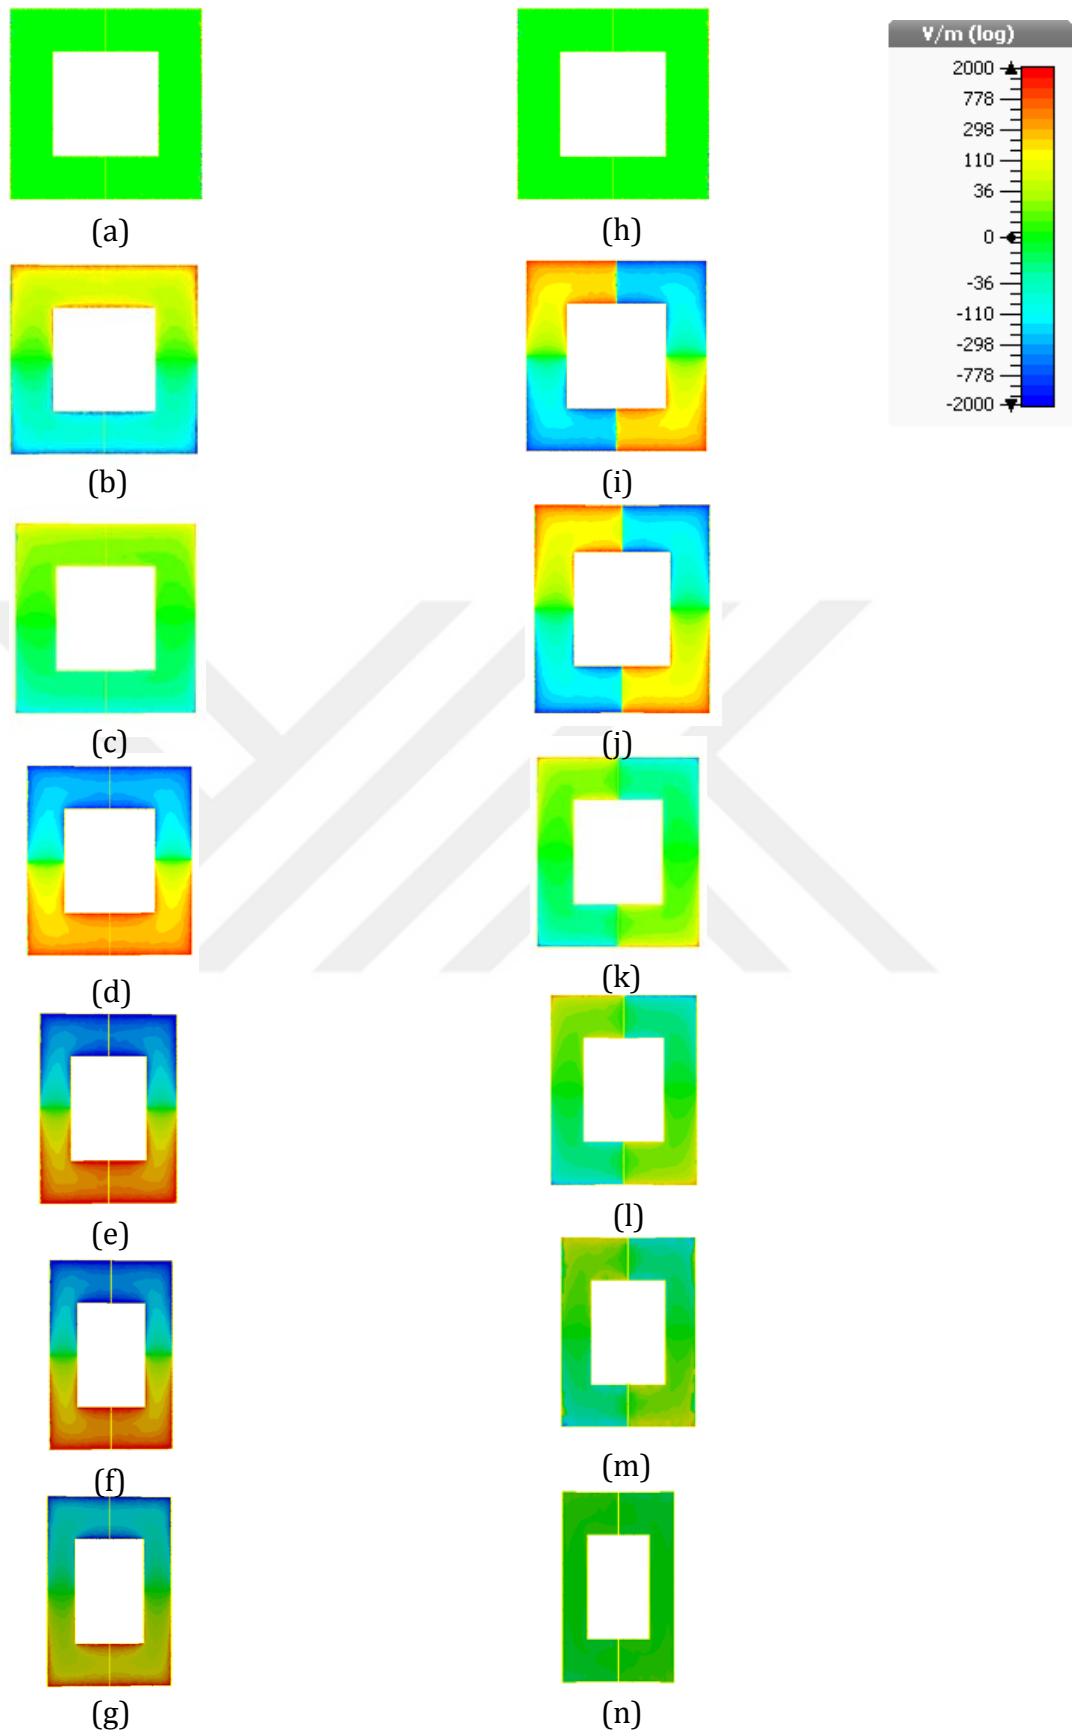 V/m (log)
2000
778
298
110
36
0
-36
-110
-298
-778
-2000
(a)
(h)
(b)
(i)
(c)
(j)
(d)
(k)
(e)
(l)
(f)
(m)
(g)
(n)